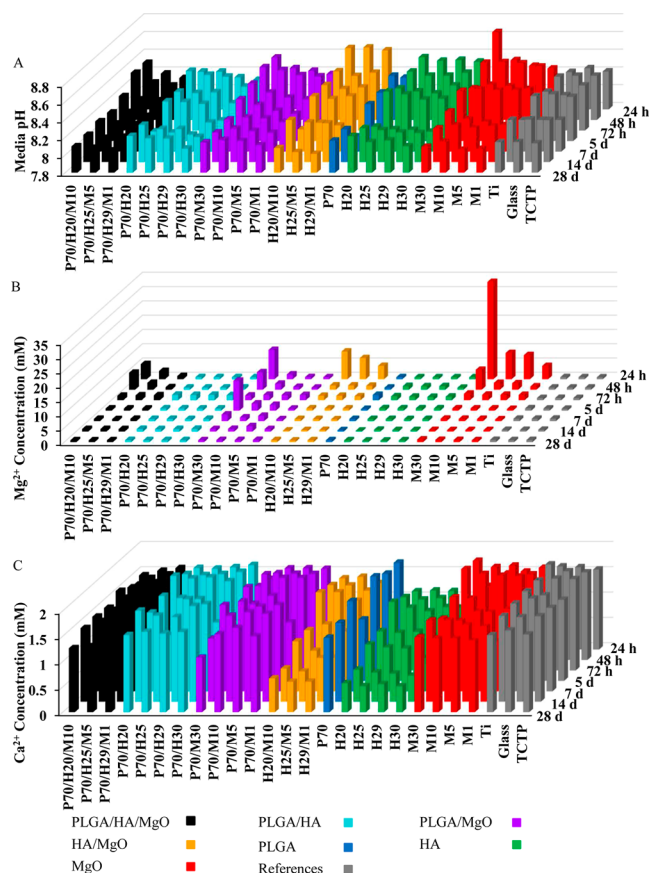 A
Media pH
8.8
8.6
8.4
8.2
8
7.8
P70/H20/M10
P70/H25/M5
P70/H29/M1
P70/H20
P70/H25
P70/H29
P70/H30
P70/M30
P70/M10
P70/M5
P70/M1
H20/M10
H25/M5
H29/M1
P70
H20
H25
H29
H30
M30
M10
M5
M1
Ti
Glass
TCTP
24 h
48 h
72 h
5 d
7 d
14 d
28 d
B
Mg²⁺ Concentration (mM)
35
30
25
20
15
10
5
0
P70/H20/M10
P70/H25/M5
P70/H29/M1
P70/H20
P70/H25
P70/H29
P70/H30
P70/M30
P70/M10
P70/M5
P70/M1
H20/M10
H25/M5
H29/M1
P70
H20
H25
H29
H30
M30
M10
M5
M1
Ti
Glass
TCTP
24 h
48 h
72 h
5 d
7 d
14 d
28 d
C
Ca²⁺ Concentration (mM)
2
1.5
1
0.5
0
P70/H20/M10
P70/H25/M5
P70/H29/M1
P70/H20
P70/H25
P70/H29
P70/H30
P70/M30
P70/M10
P70/M5
P70/M1
H20/M10
H25/M5
H29/M1
P70
H20
H25
H29
H30
M30
M10
M5
M1
Ti
Glass
TCTP
24 h
48 h
72 h
5 d
7 d
14 d
28 d
PLGA/HA/MgO PLGA/HA PLGA/MgO
HA/MgO PLGA HA
MgO References